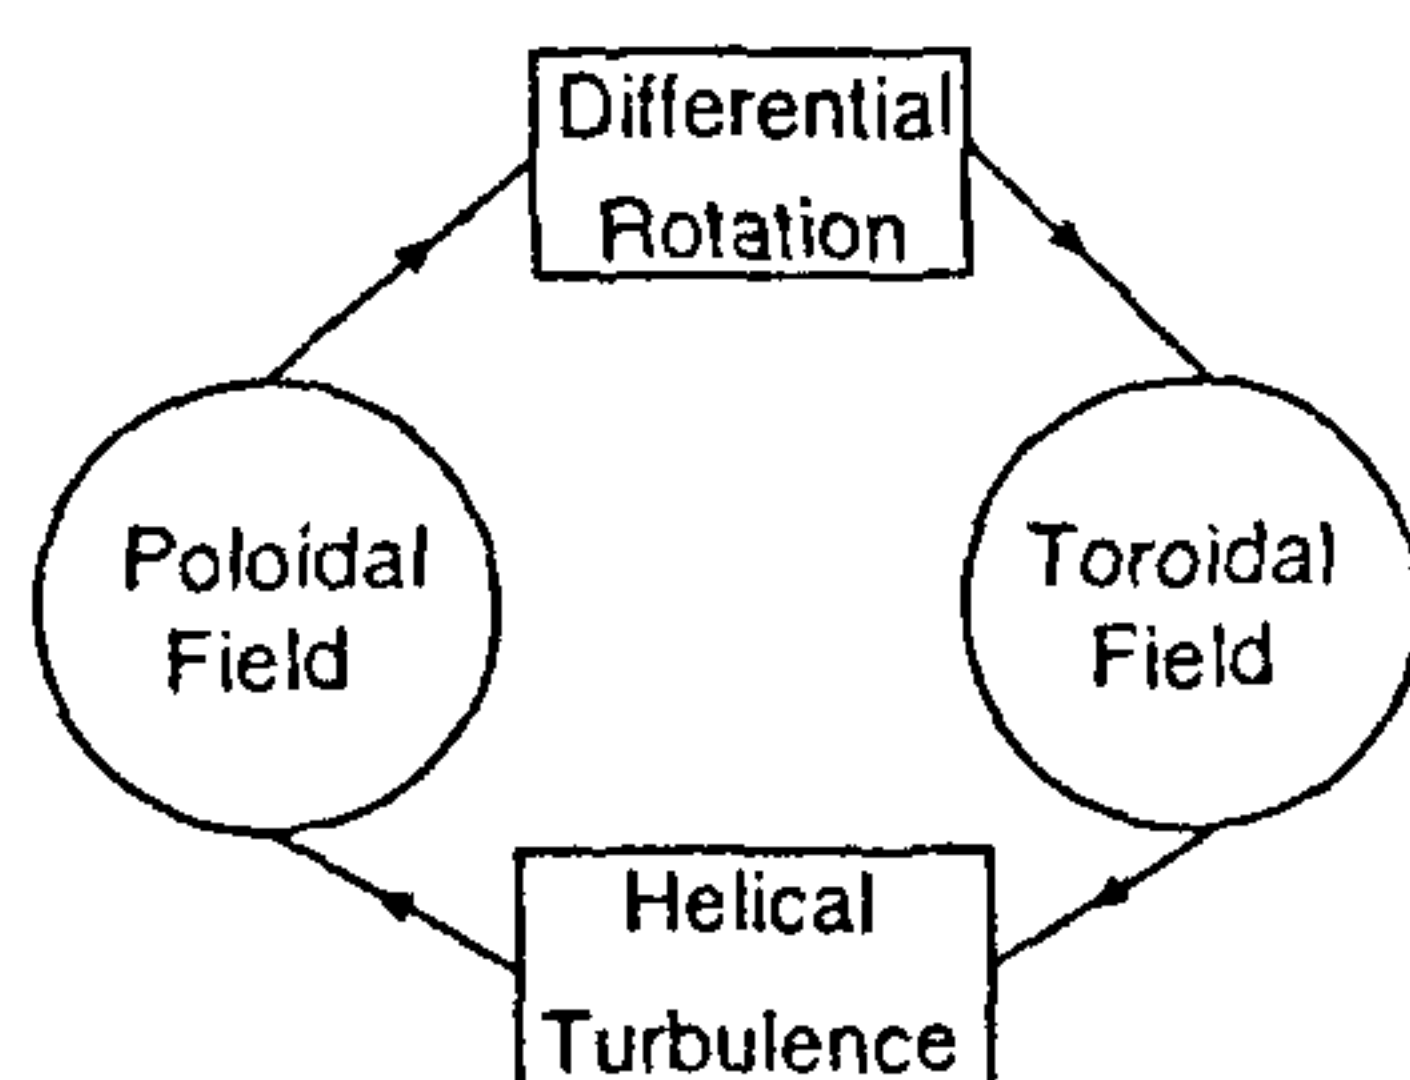 Differential
Rotation
Poloidal
Field
Toroidal
Field
Helical
Turbulence